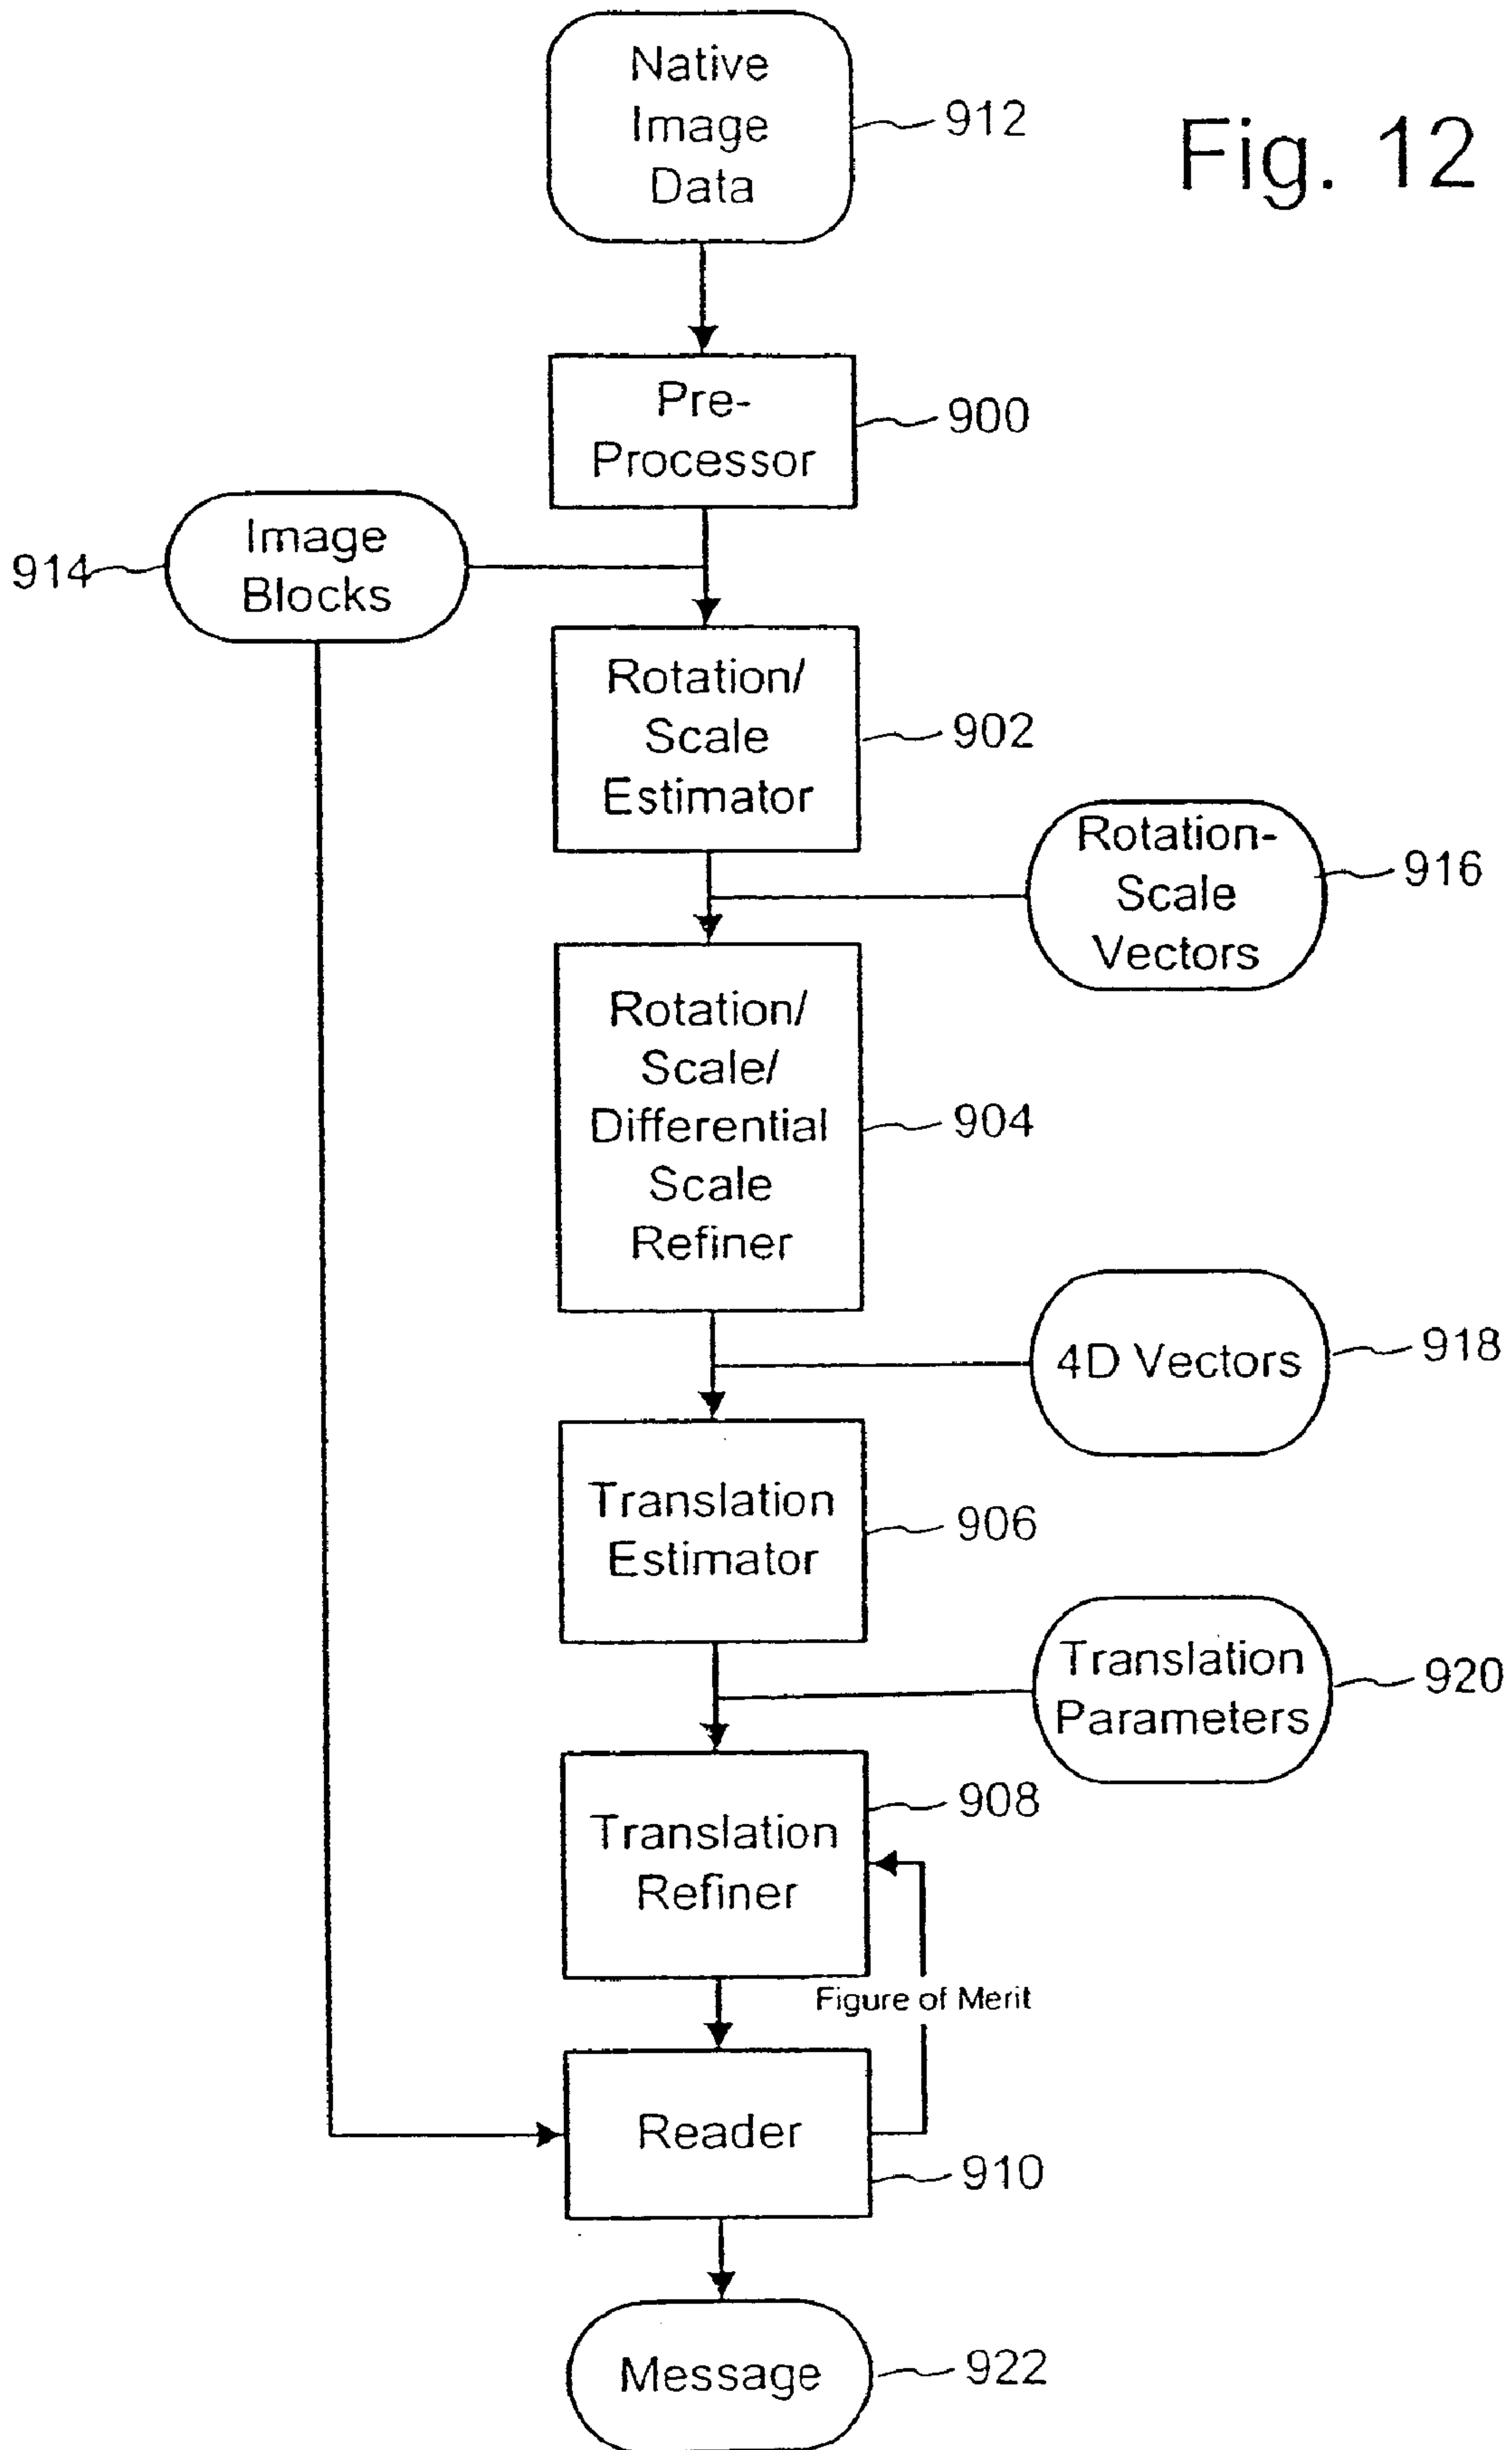 Native
Image
Data
912
Fig. 12
Pre-
Processor
900
Image
Blocks
914
Rotation/
Scale
Estimator
902
Rotation-
Scale
Vectors
916
Rotation/
Scale/
Differential
Scale
Refiner
904
4D Vectors
918
Translation
Estimator
906
Translation
Parameters
920
Translation
Refiner
908
Figure of Merit
Reader
910
Message
922